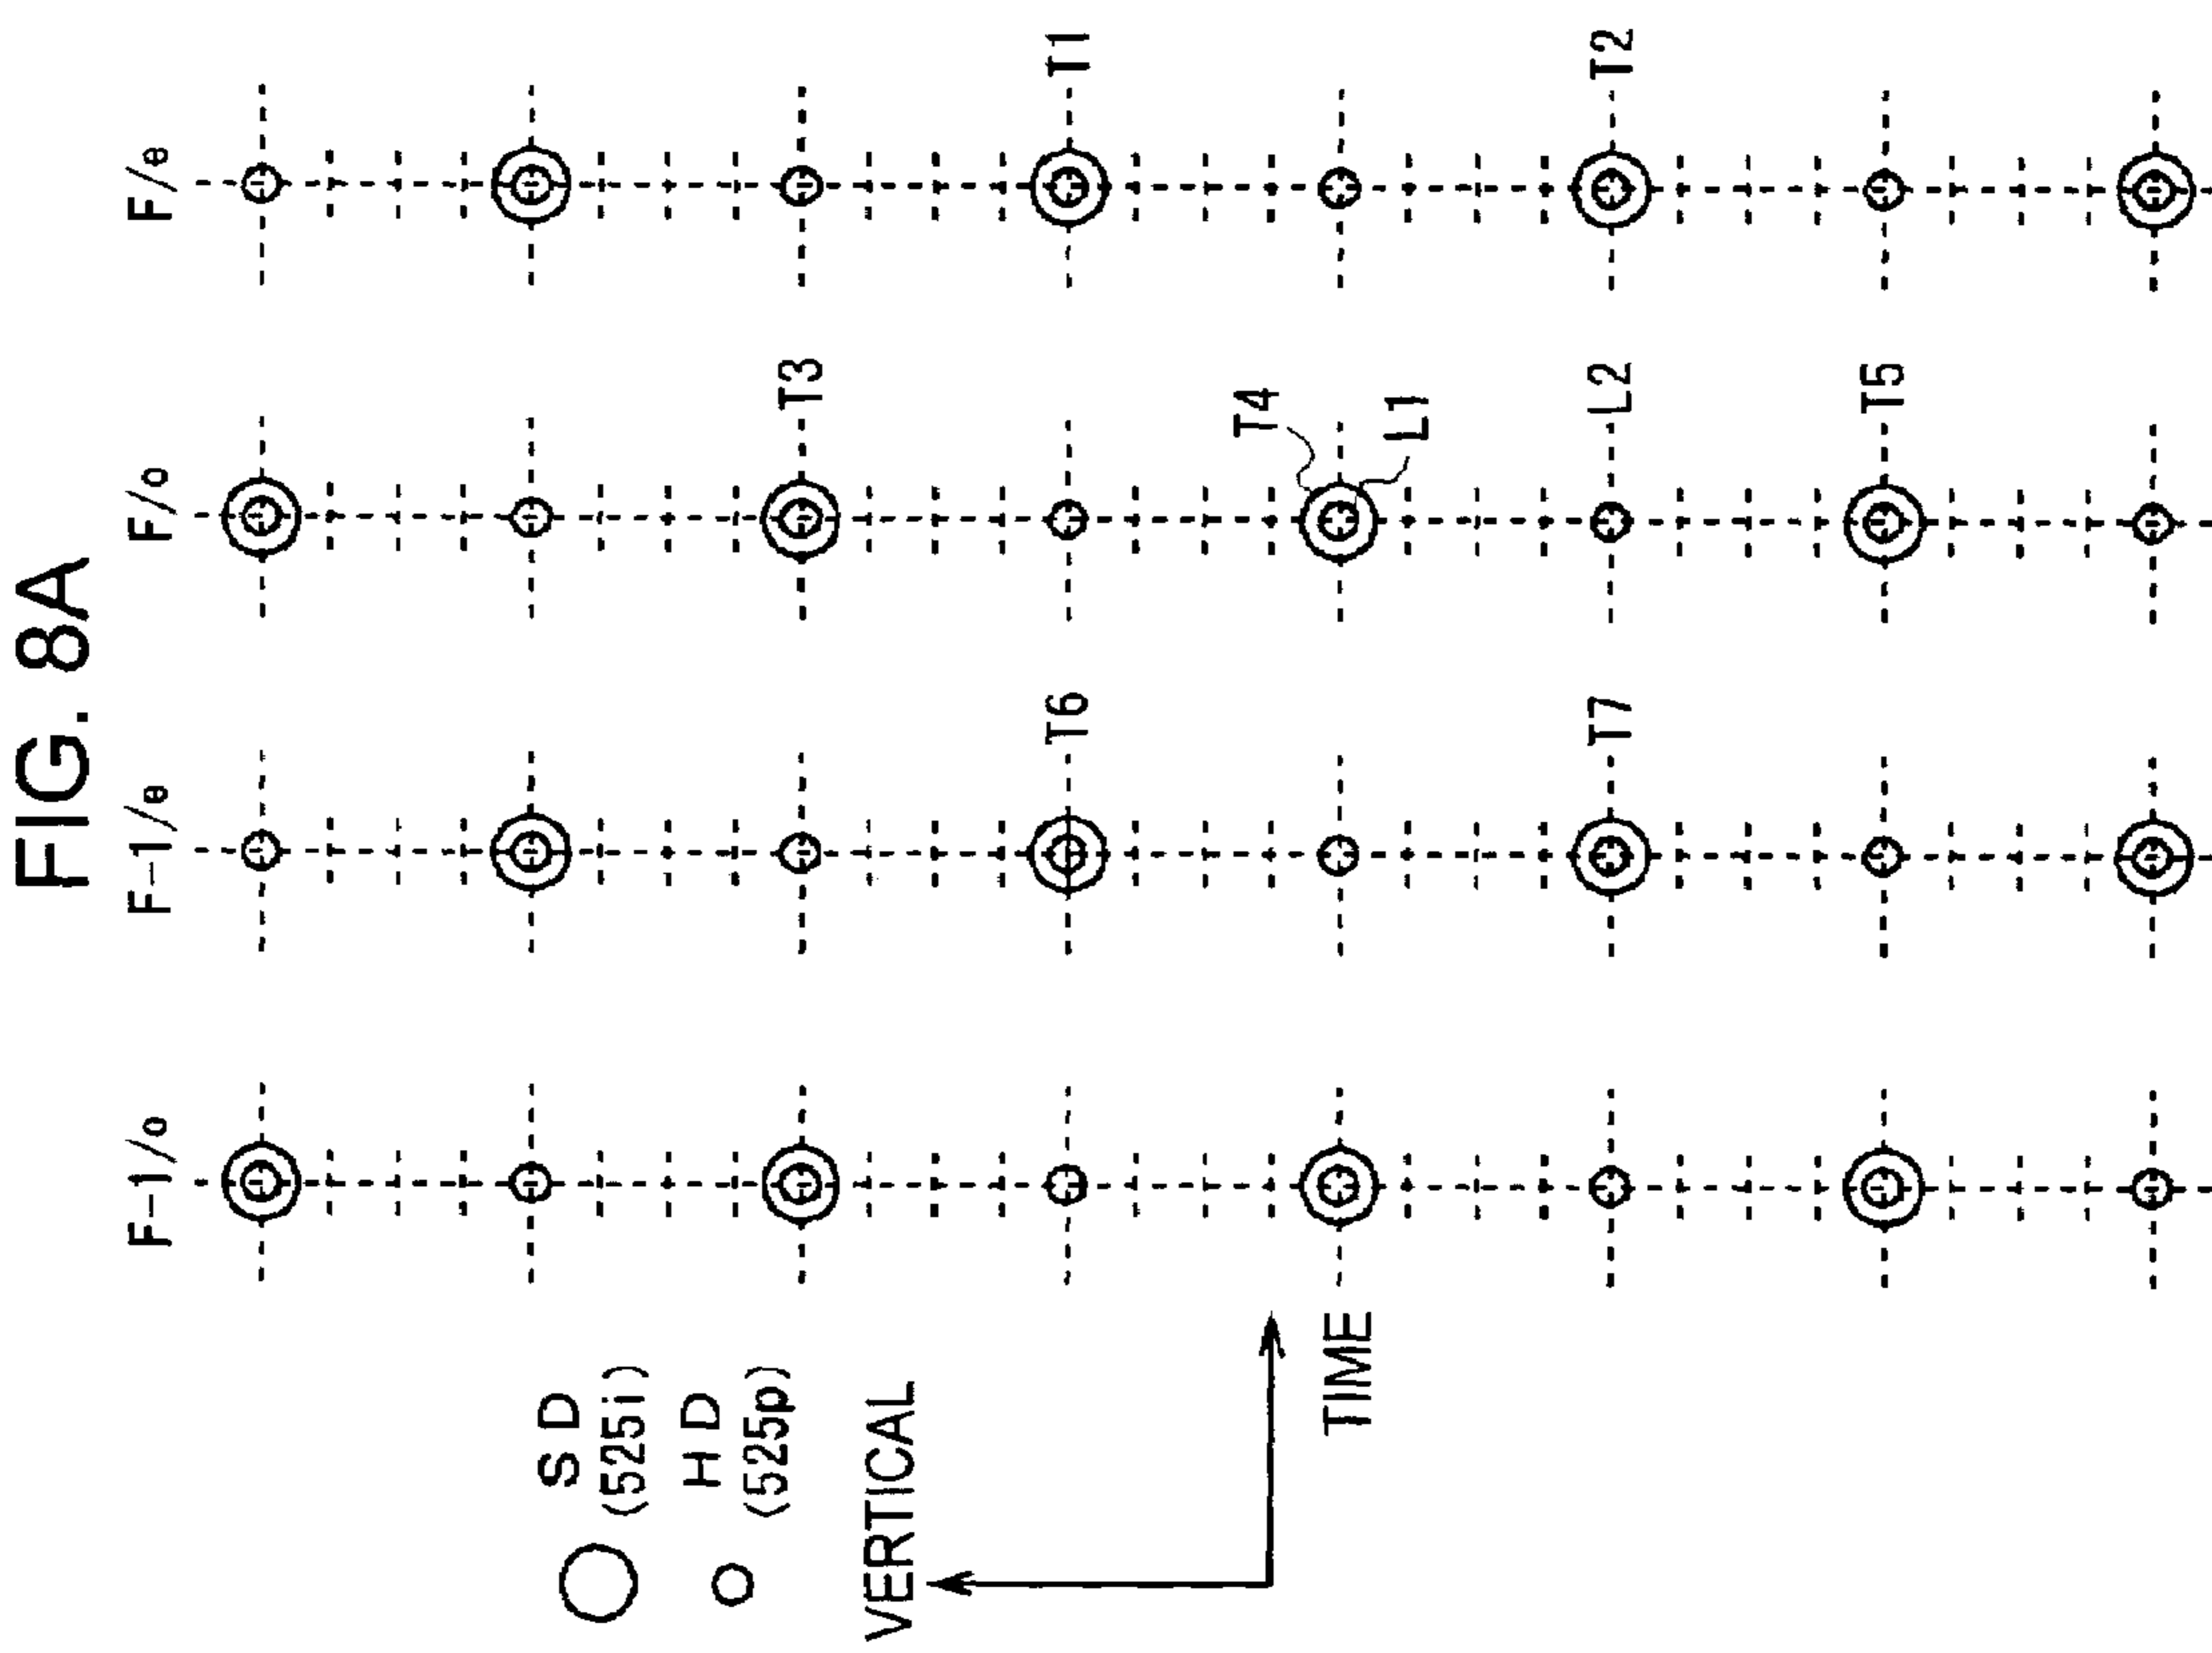 FIG. 8A
F-1/o
F-1/e
F/o
F/e
SD
(525i)
HD
(525p)
VERTICAL
TIME
T6
T7
T3
T4
L1
L2
T5
T1
T2